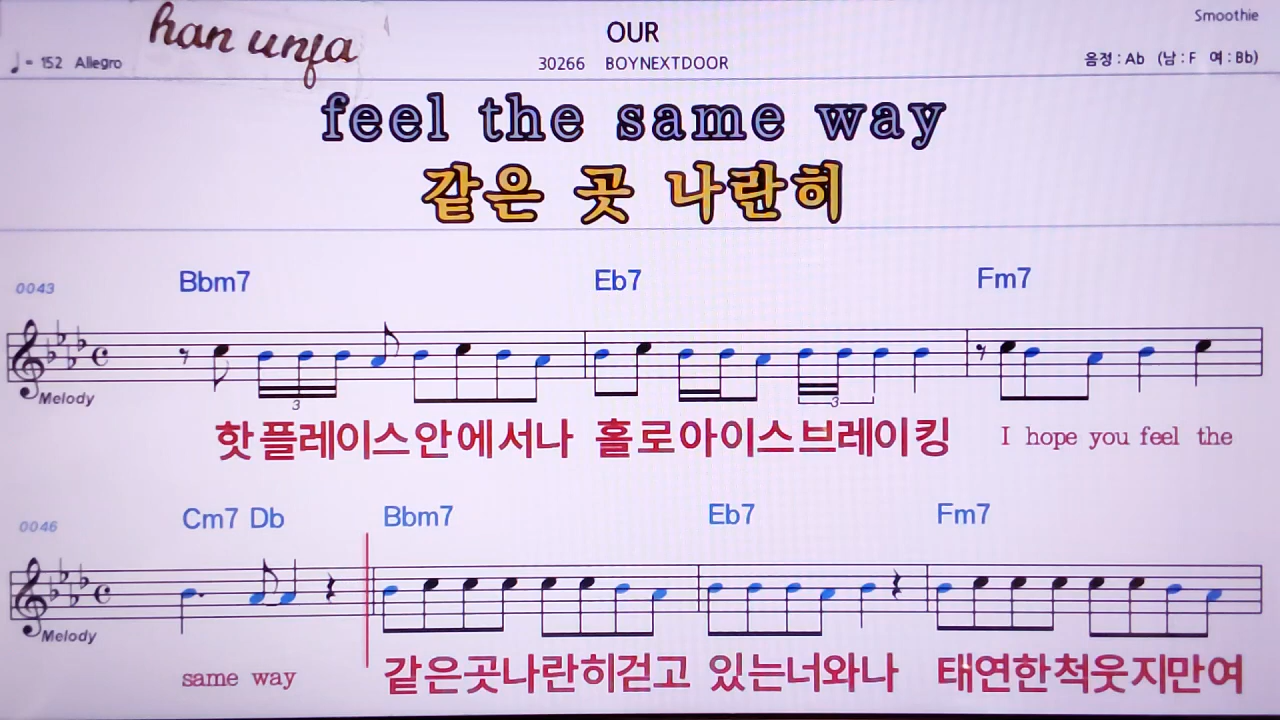 han unja
OUR
Smoothie
♩= 152 Allegro
30266 BOYNEXTDOOR
음정 : Ab (남 : F 여 : Bb)
feel the same way
같은 곳 나란히
0043 Bbm7 Eb7 Fm7
3 3
Melody
핫플레이스안에서나 홀로아이스브레이킹 I hope you feel the
0046 Cm7 Db Bbm7 Eb7 Fm7
Melody
same way 같은곳나란히걷고 있는너와나 태연한척웃지만여